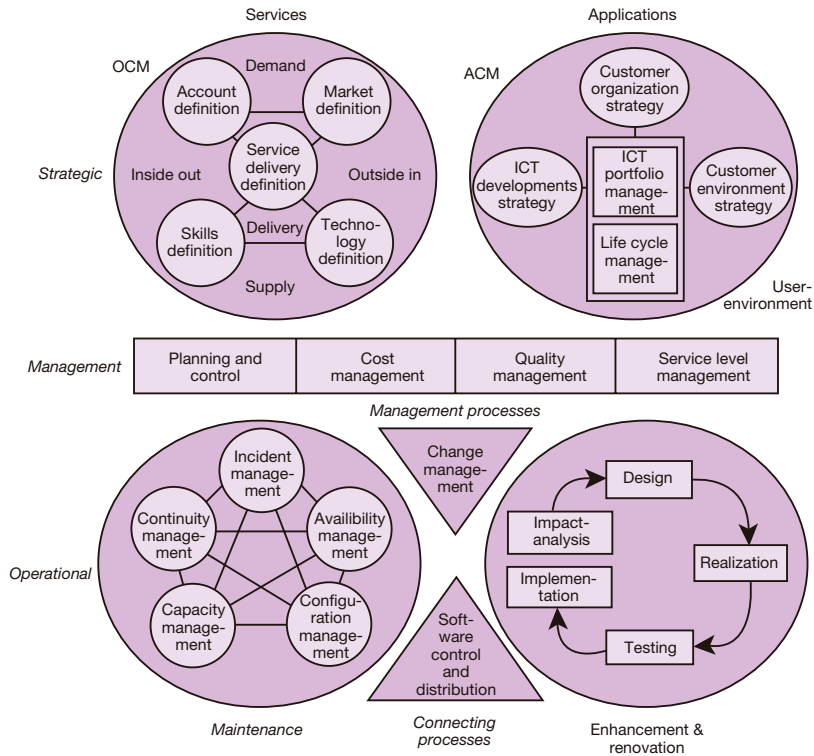 Services
Applications
OCM
Demand
ACM
Account
definition
Market
definition
Service
delivery
definition
Strategic
Inside out
Outside in
Skills
definition
Delivery
Techno-
logy
definition
Supply
Customer
organization
strategy
ICT
developments
strategy
ICT
portfolio
manage-
ment
Customer
environment
strategy
Life cycle
manage-
ment
User-
environment
Management
Planning and
control
Cost
management
Quality
management
Service level
management
Management processes
Incident
manage-
ment
Change
manage-
ment
Continuity
manage-
ment
Availibility
manage-
ment
Operational
Capacity
manage-
ment
Configu-
ration
manage-
ment
Soft-
ware
control
and
distribution
Design
Impact-
analysis
Realization
Implemen-
tation
Testing
Maintenance
Connecting
processes
Enhancement &
renovation